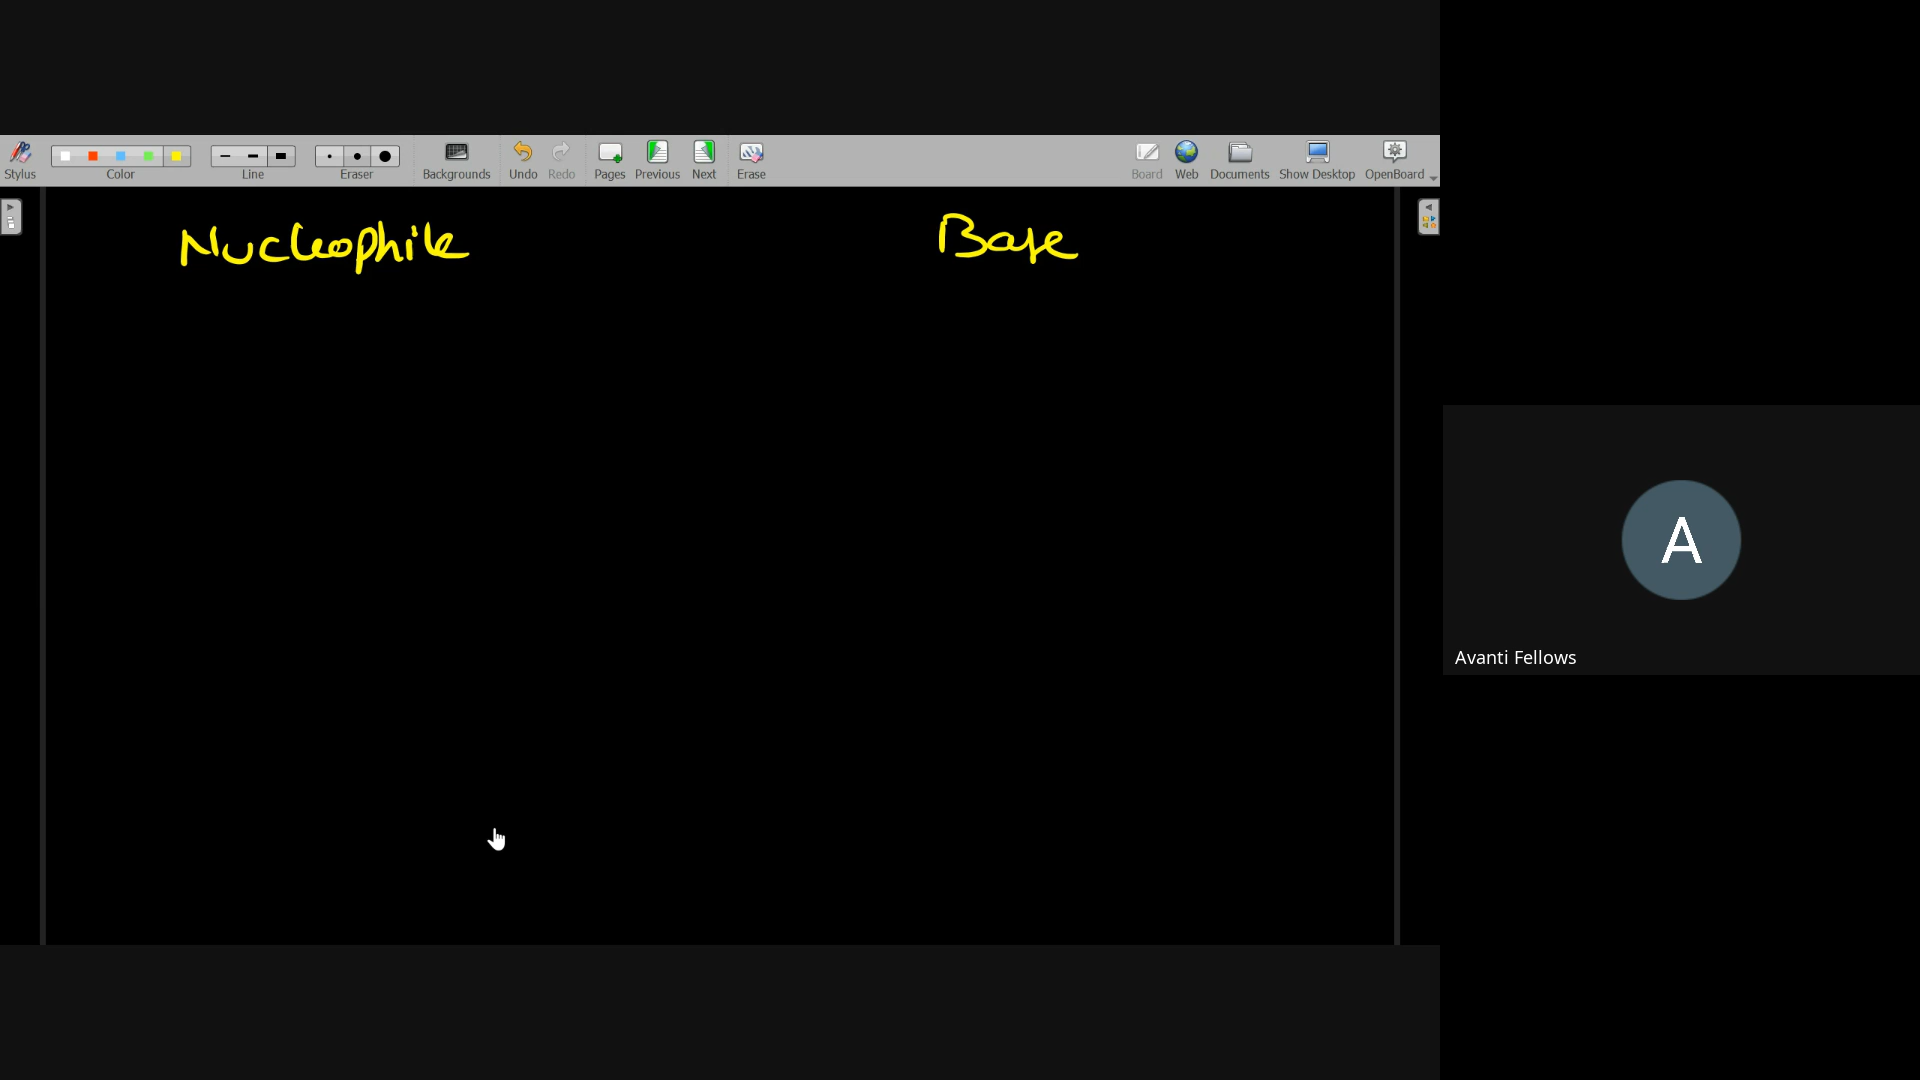 Stylus Color Line Eraser Backgrounds Undo Redo Pages Previous Next Erase Board Web Documents Show Desktop OpenBoard
Nucleophile Base
A
Avanti Fellows